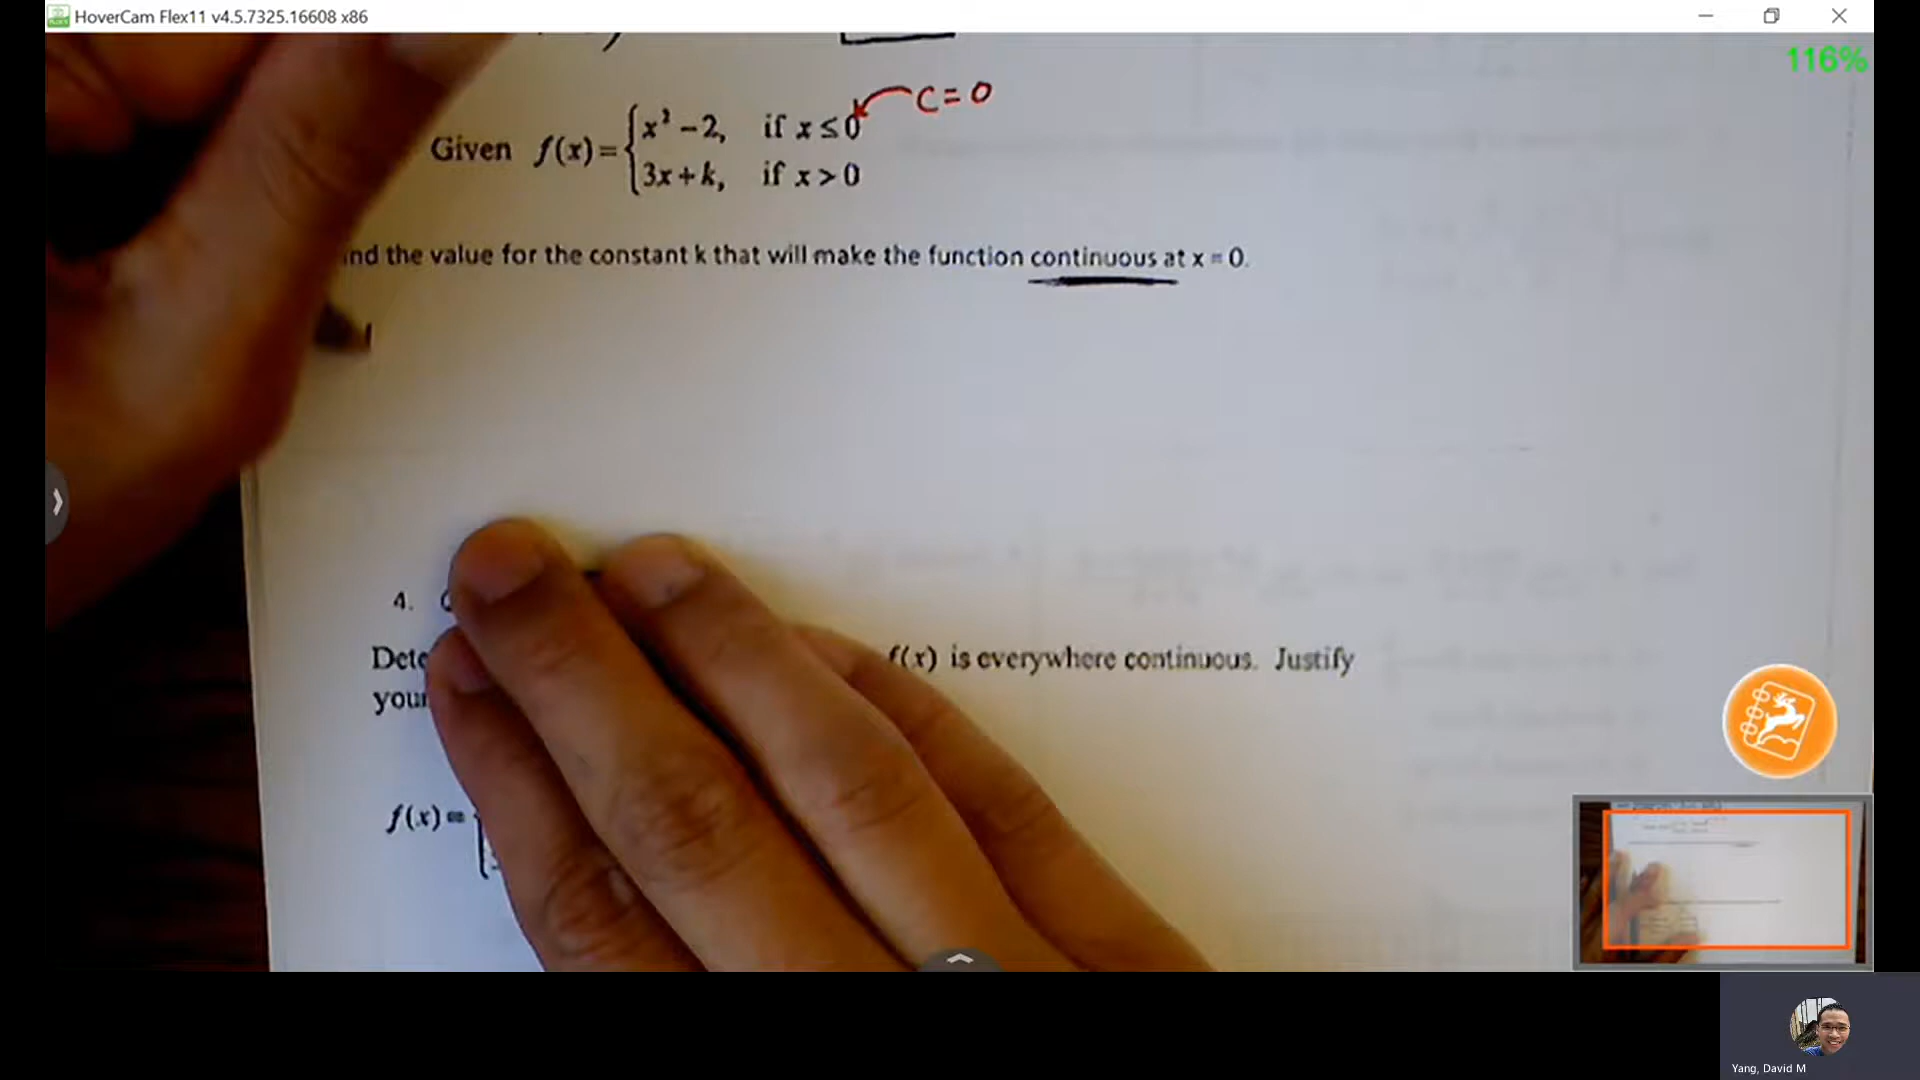 HoverCam Flex11 v4.5.7325.16608 x86
116%
C=0
Given f(x)= { x² -2, if x ≤ 0
3x+k, if x > 0
nd the value for the constant k that will make the function continuous at x = 0.
4.
f(x) is everywhere continuous. Justify
f(x)=
Yang, David M